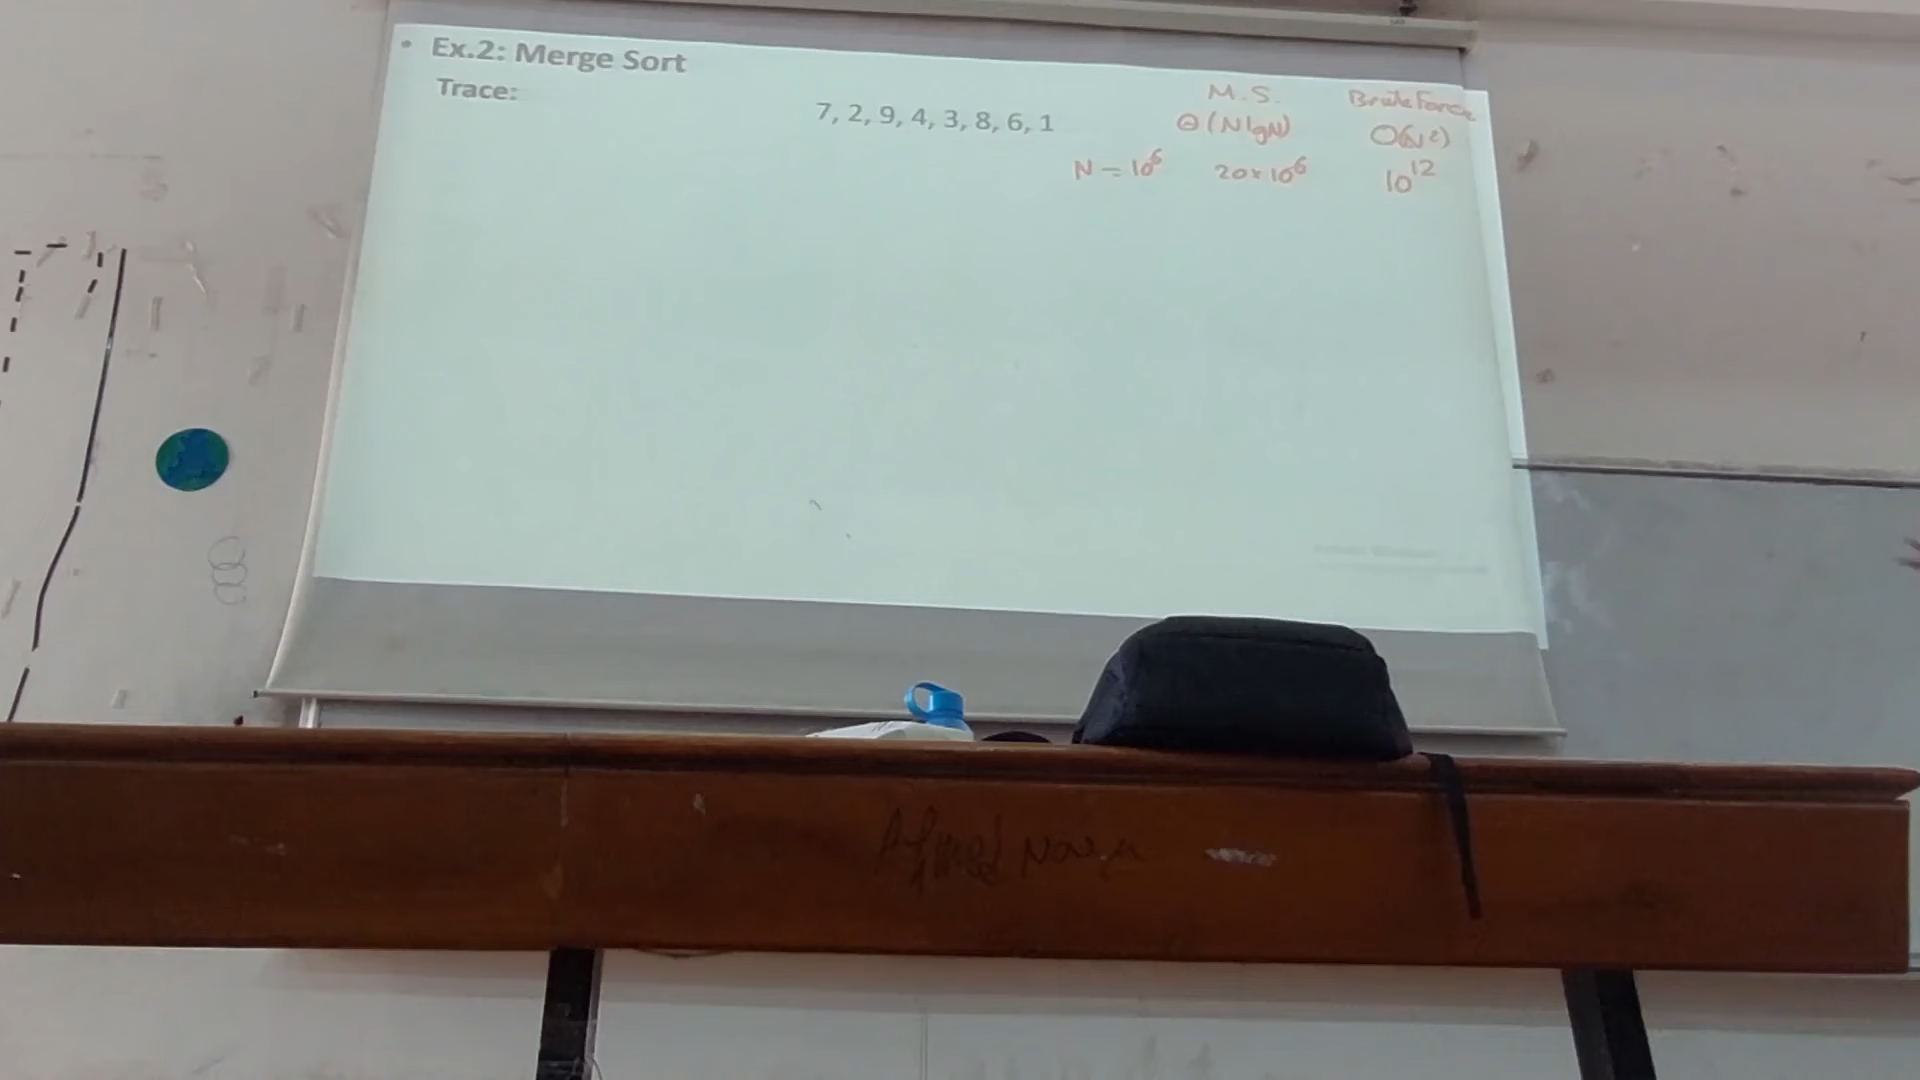 • Ex.2: Merge Sort
Trace:
7, 2, 9, 4, 3, 8, 6, 1
M.S. Brute Force
Θ(NlgN) O(N²)
N = 10⁶ 20×10⁶ 10¹²